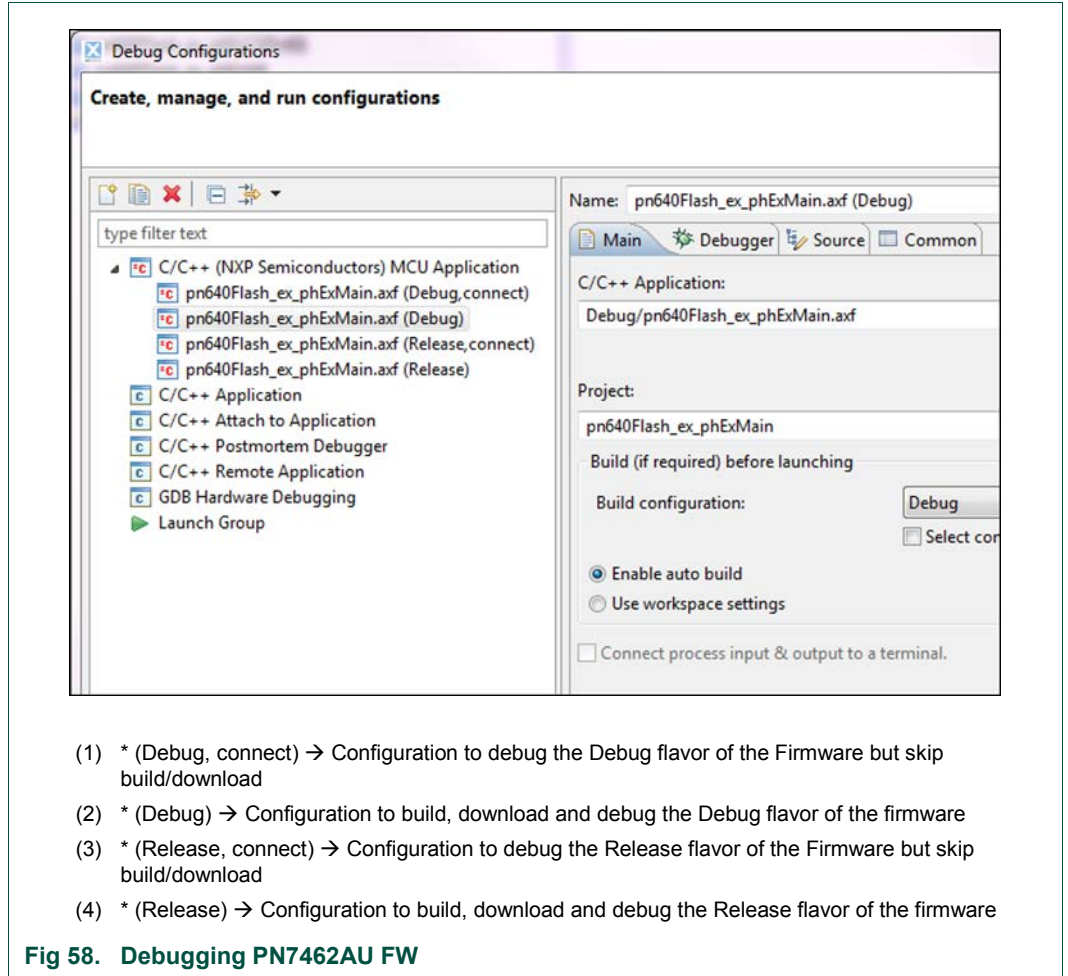 Debug Configurations
Create, manage, and run configurations
type filter text
C/C++ (NXP Semiconductors) MCU Application
pn640Flash_ex_phExMain.axf (Debug,connect)
pn640Flash_ex_phExMain.axf (Debug)
pn640Flash_ex_phExMain.axf (Release,connect)
pn640Flash_ex_phExMain.axf (Release)
C/C++ Application
C/C++ Attach to Application
C/C++ Postmortem Debugger
C/C++ Remote Application
GDB Hardware Debugging
Launch Group
Name: pn640Flash_ex_phExMain.axf (Debug)
Main Debugger Source Common
C/C++ Application:
Debug/pn640Flash_ex_phExMain.axf
Project:
pn640Flash_ex_phExMain
Build (if required) before launching
Build configuration: Debug
Select con
Enable auto build
Use workspace settings
Connect process input & output to a terminal.
(1) * (Debug, connect) → Configuration to debug the Debug flavor of the Firmware but skip
build/download
(2) * (Debug) → Configuration to build, download and debug the Debug flavor of the firmware
(3) * (Release, connect) → Configuration to debug the Release flavor of the Firmware but skip
build/download
(4) * (Release) → Configuration to build, download and debug the Release flavor of the firmware
Fig 58. Debugging PN7462AU FW